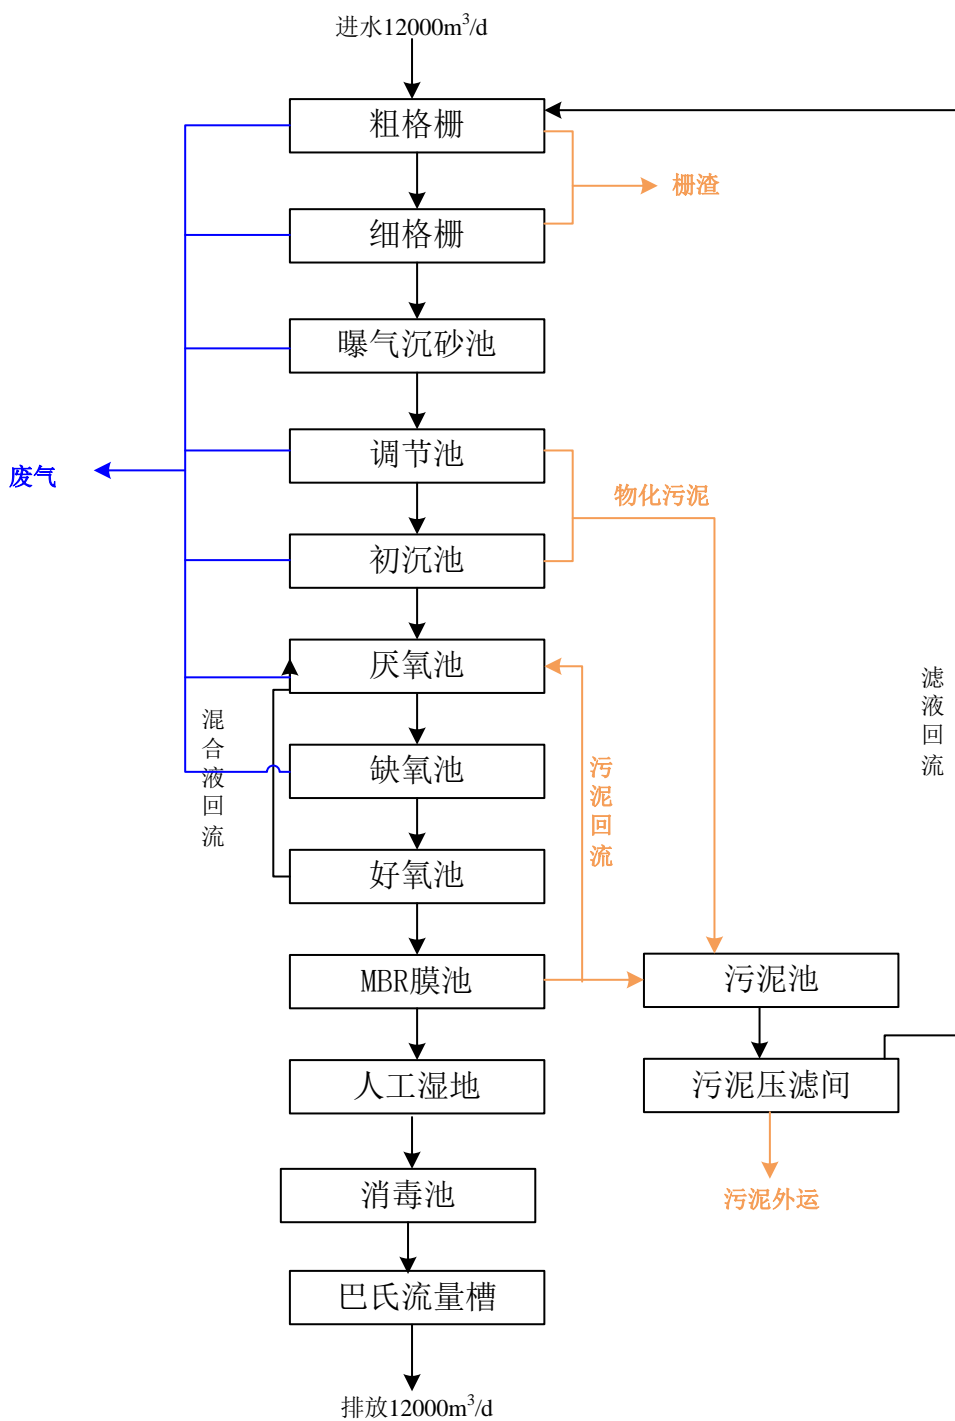 进水12000m³/d
粗格栅
栅渣
细格栅
曝气沉砂池
调节池
废气
物化污泥
初沉池
厌氧池
滤液回流
混合液回流
缺氧池
污泥回流
好氧池
MBR膜池
污泥池
人工湿地
污泥压滤间
消毒池
污泥外运
巴氏流量槽
排放12000m³/d